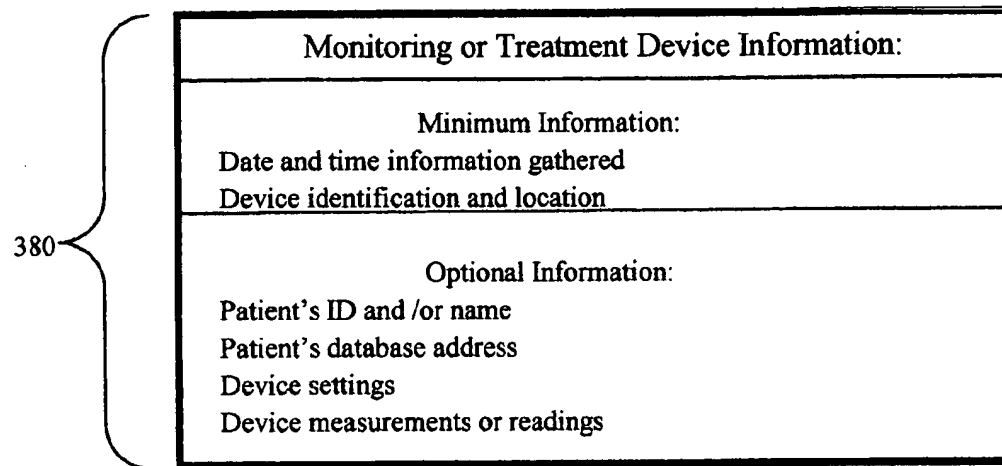 Monitoring or Treatment Device Information:
Minimum Information:
Date and time information gathered
Device identification and location
380
Optional Information:
Patient's ID and /or name
Patient's database address
Device settings
Device measurements or readings